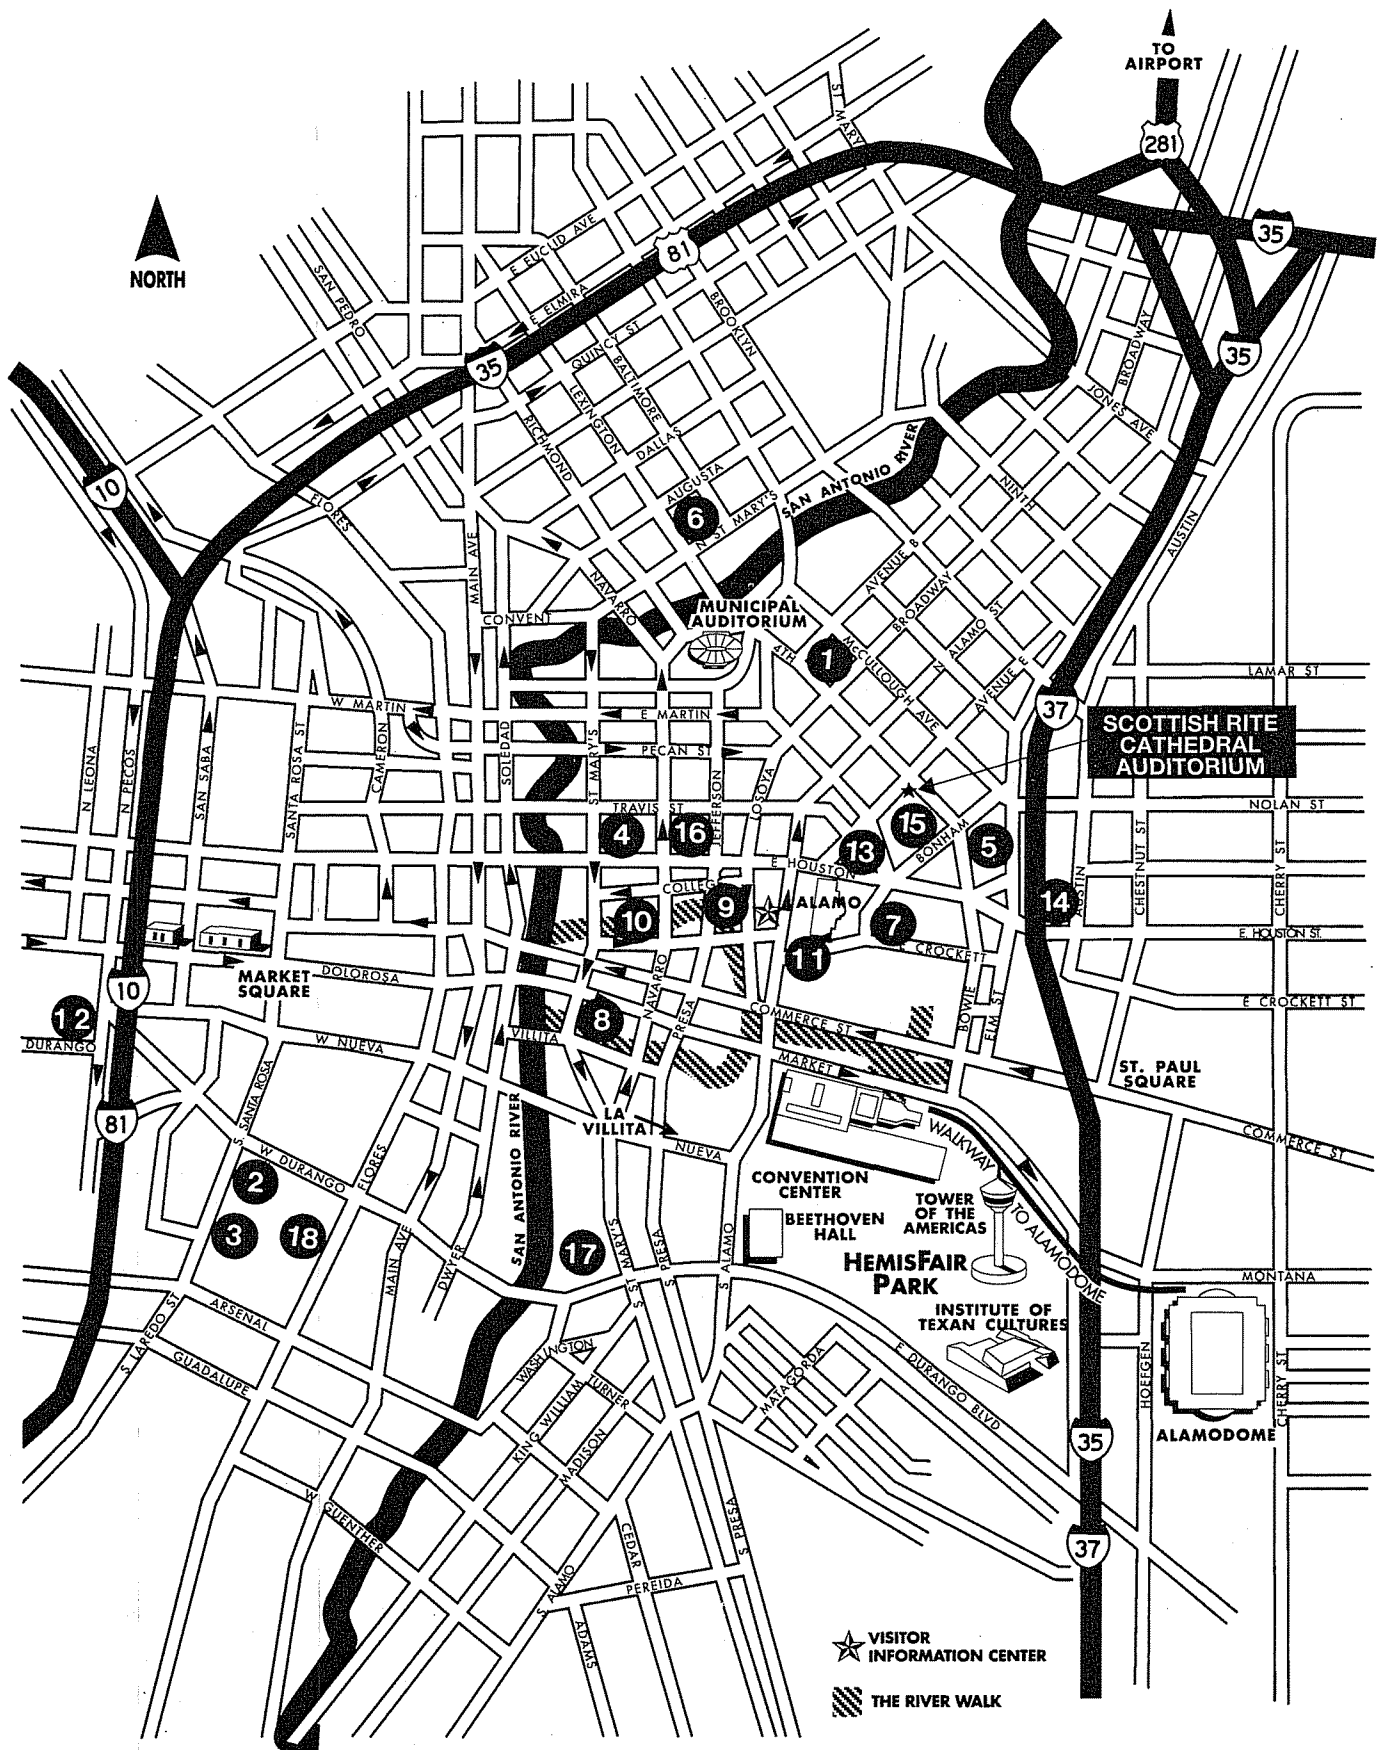 TO
AIRPORT
281
ST MARY
35
81
NORTH
E EUCLID AVE
SAN PEDRO
E ELMIRA
BROOKLYN
QUINCY ST
35
35
BROADWAY
BALTIMORE
LEXINGTON
JONES AVE
RICHMOND
DALLAS
SAN ANTONIO RIVER
AUGUSTA
10
FLORES
NINTH
6
N ST MARY'S
AUSTIN
MAIN AVE
AVENUE B
NAVARRO
BROADWAY
MUNICIPAL
AUDITORIUM
CONVENT
N ALAMO ST
4TH
1
McCULLOUGH AVE
AVENUE E
LAMAR ST
W MARTIN
E MARTIN
37
SCOTTISH RITE
CATHEDRAL
AUDITORIUM
N LEONA
N PECOS
SAN SABA
SANTA ROSA ST
CAMERON
SOLEDAD
ST MARY'S
PECAN ST
JEFFERSON
LOSOYA
TRAVIS ST
NOLAN ST
4
16
15
BONHAM
5
13
E HOUSTON
CHESTNUT ST
CHERRY ST
COLLEGE
AUSTIN
14
10
9
ALAMO
7
E. HOUSTON ST.
E CROCKETT
11
MARKET
SQUARE
DOLOROSA
10
NAVARRO
PRESA
BOWIE
ELM ST
E CROCKETT ST
12
8
COMMERCE ST
DURANGO
W NUEVA
VILLITA
MARKET
ST. PAUL
SQUARE
81
S. SANTA ROSA
SAN ANTONIO RIVER
LA
VILLITA
NUEVA
WALKWAY
TO ALAMODOME
COMMERCE ST
W DURANGO
FLORES
2
CONVENTION
CENTER
TOWER
OF THE
AMERICAS
3
18
BEETHOVEN
HALL
MAIN AVE
DWYER
17
S ST MARY'S
S PRESA
S ALAMO
HEMISFAIR
PARK
MONTANA
ARSENAL
INSTITUTE OF
TEXAN CULTURES
S LAREDO ST
GUADALUPE
WASHINGTON
KING WILLIAM
TURNER
MATAGORDA
E DURANGO BLVD
HOEFGEN
CHERRY ST
MADISON
35
ALAMODOME
W GUENTHER
CEDAR
S PRESA
37
S ALAMO
PEREIDA
ADAMS
VISITOR
INFORMATION CENTER
THE RIVER WALK